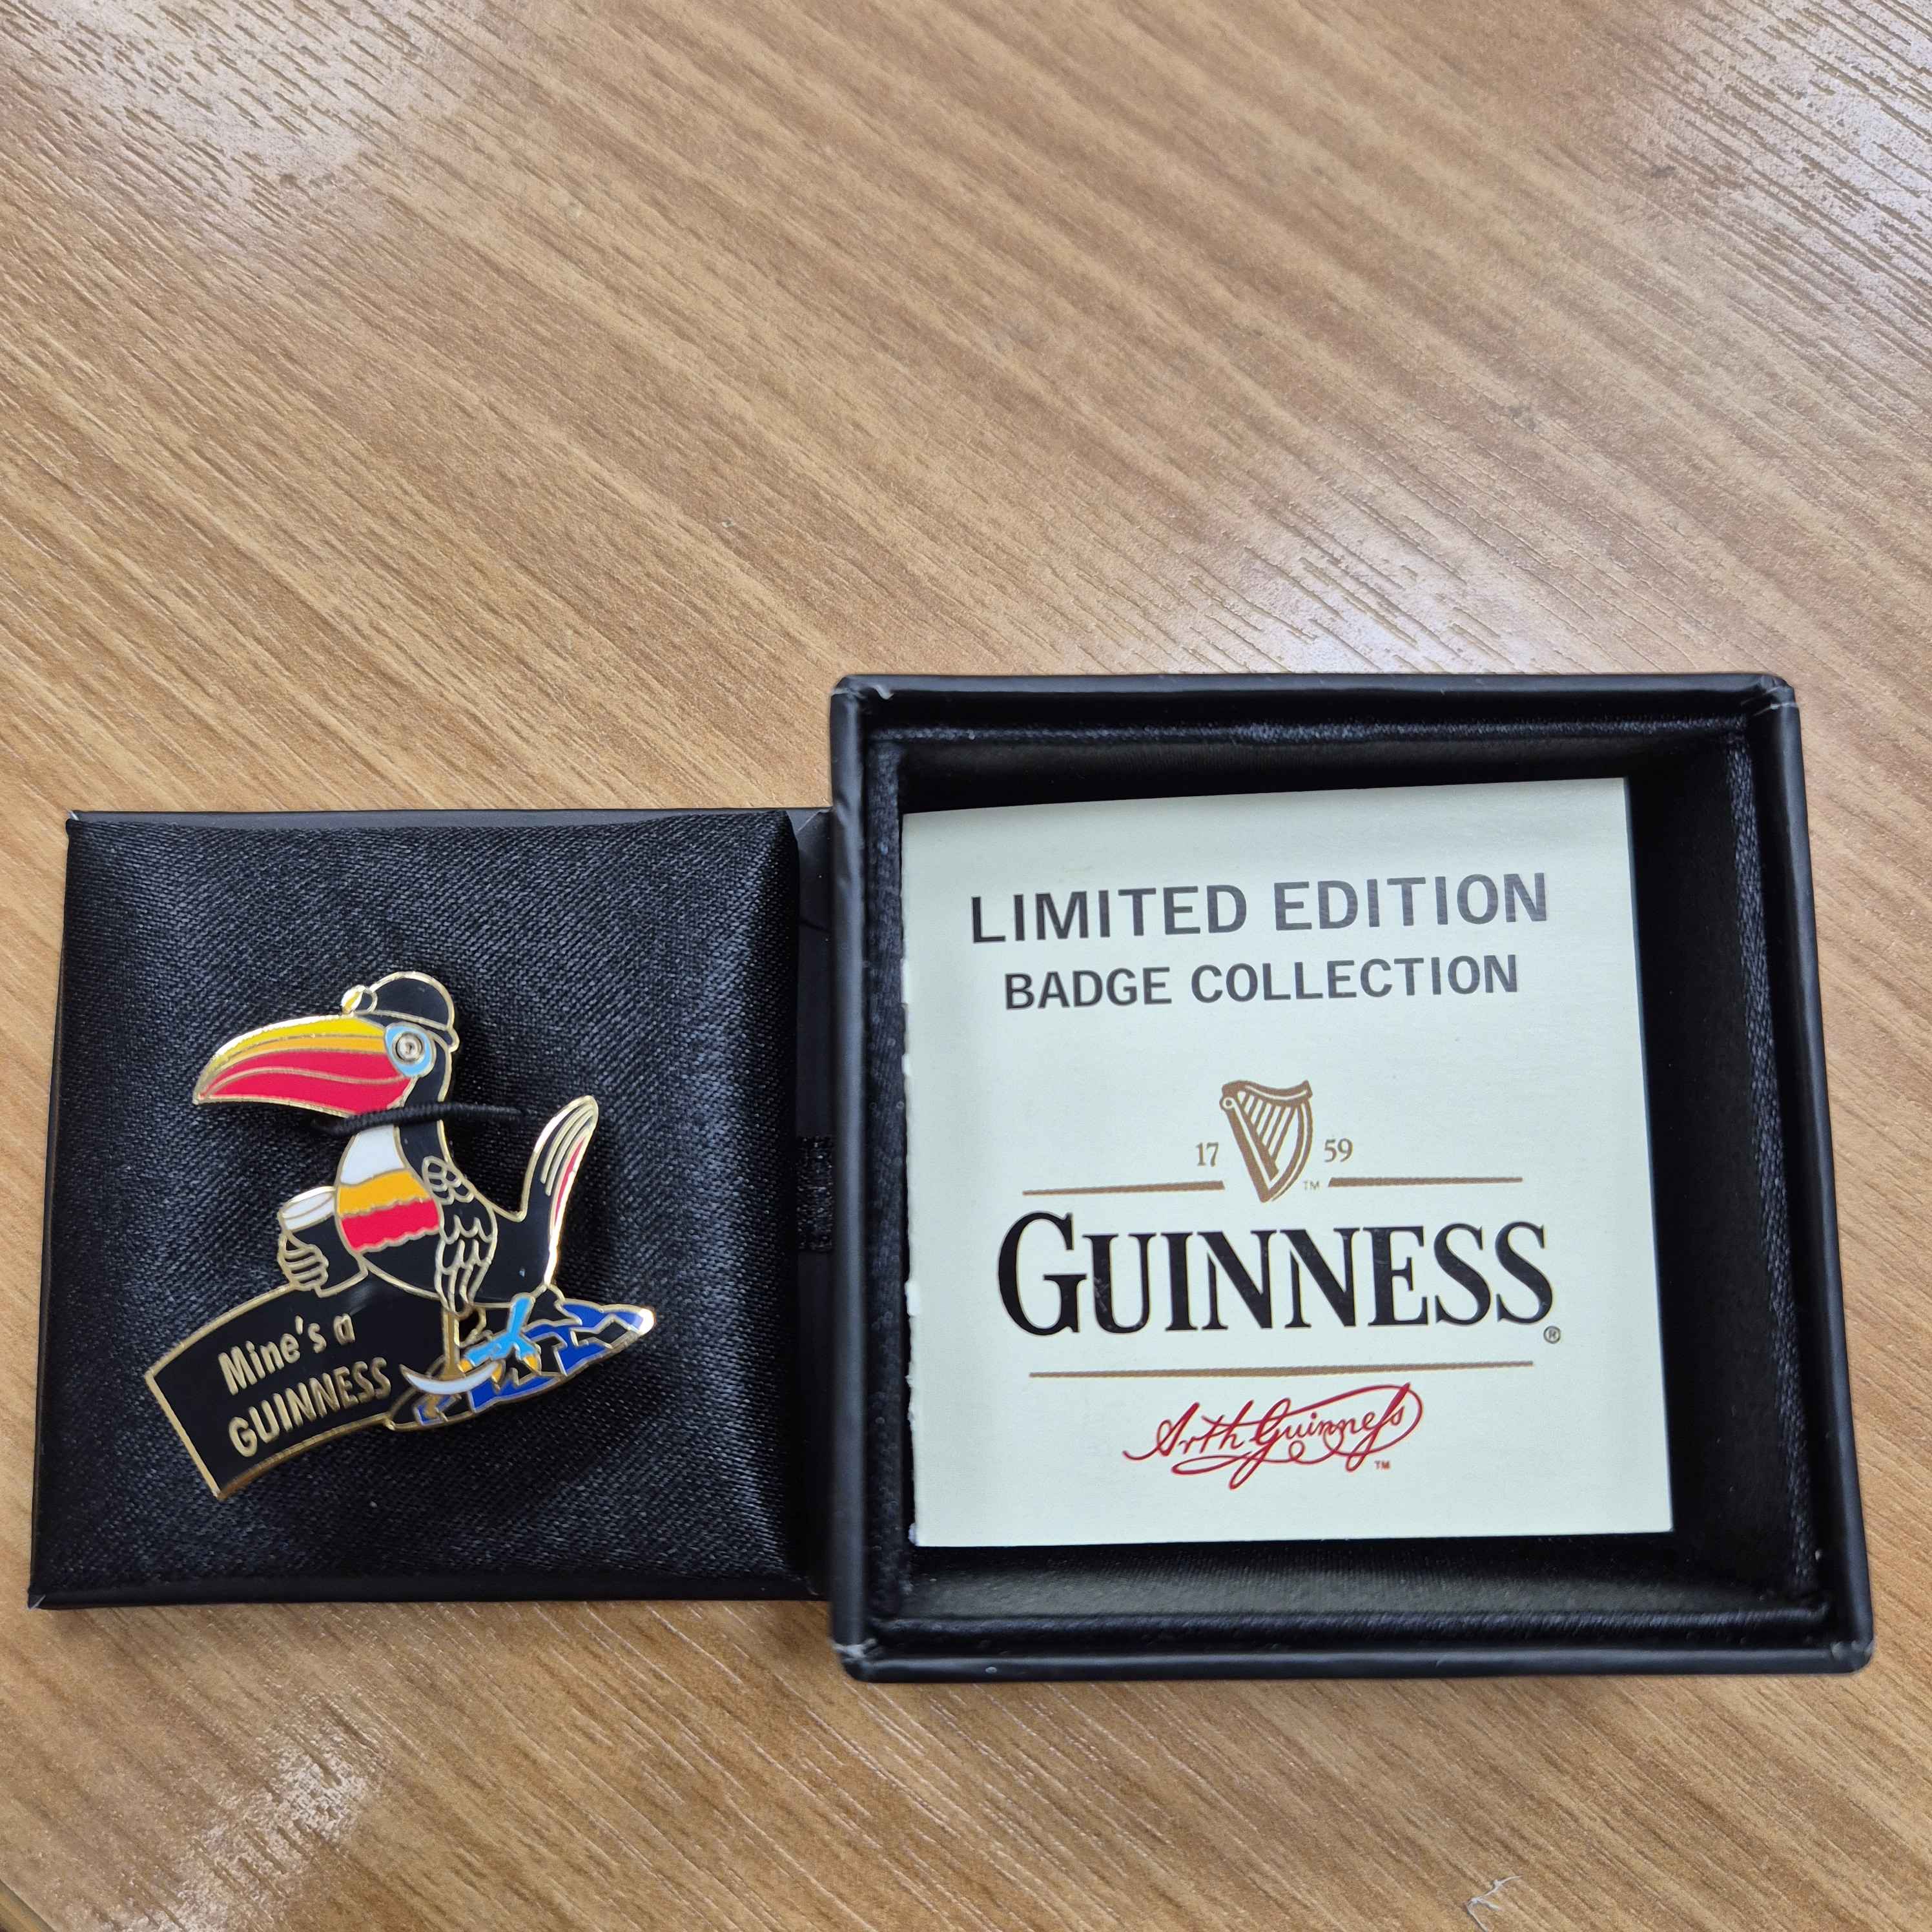 Mine's a
GUINNESS
LIMITED EDITION
BADGE COLLECTION
17 59
TM
GUINNESS
®
Arth Guinness
TM